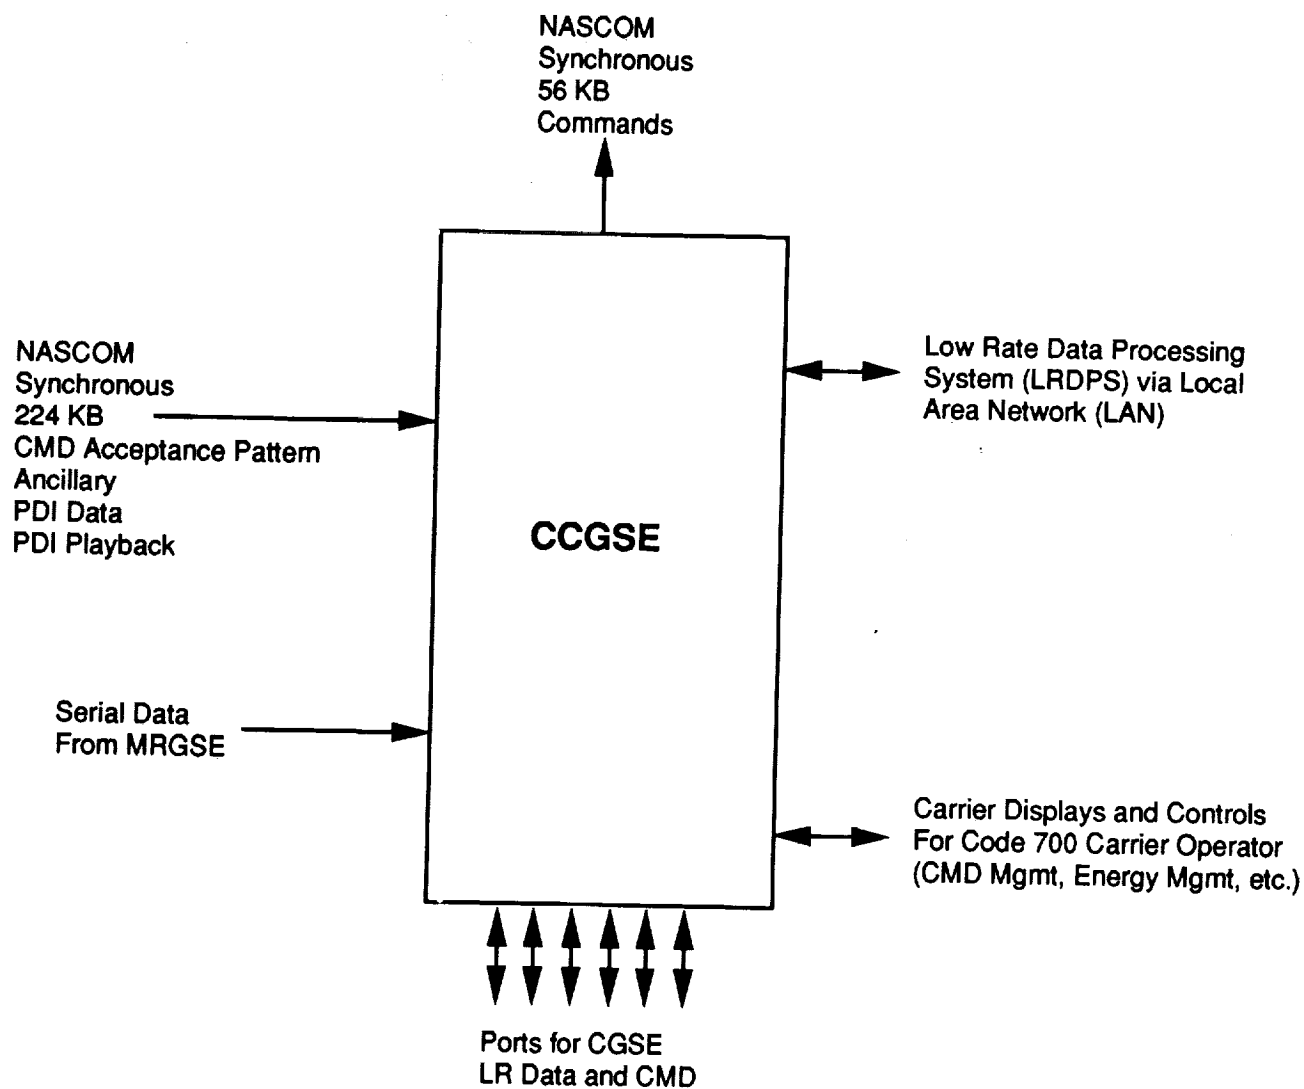 NASCOM
Synchronous
56 KB
Commands
NASCOM
Synchronous
224 KB
CMD Acceptance Pattern
Ancillary
PDI Data
PDI Playback
Low Rate Data Processing
System (LRDPS) via Local
Area Network (LAN)
CCGSE
Serial Data
From MRGSE
Carrier Displays and Controls
For Code 700 Carrier Operator
(CMD Mgmt, Energy Mgmt, etc.)
Ports for CGSE
LR Data and CMD